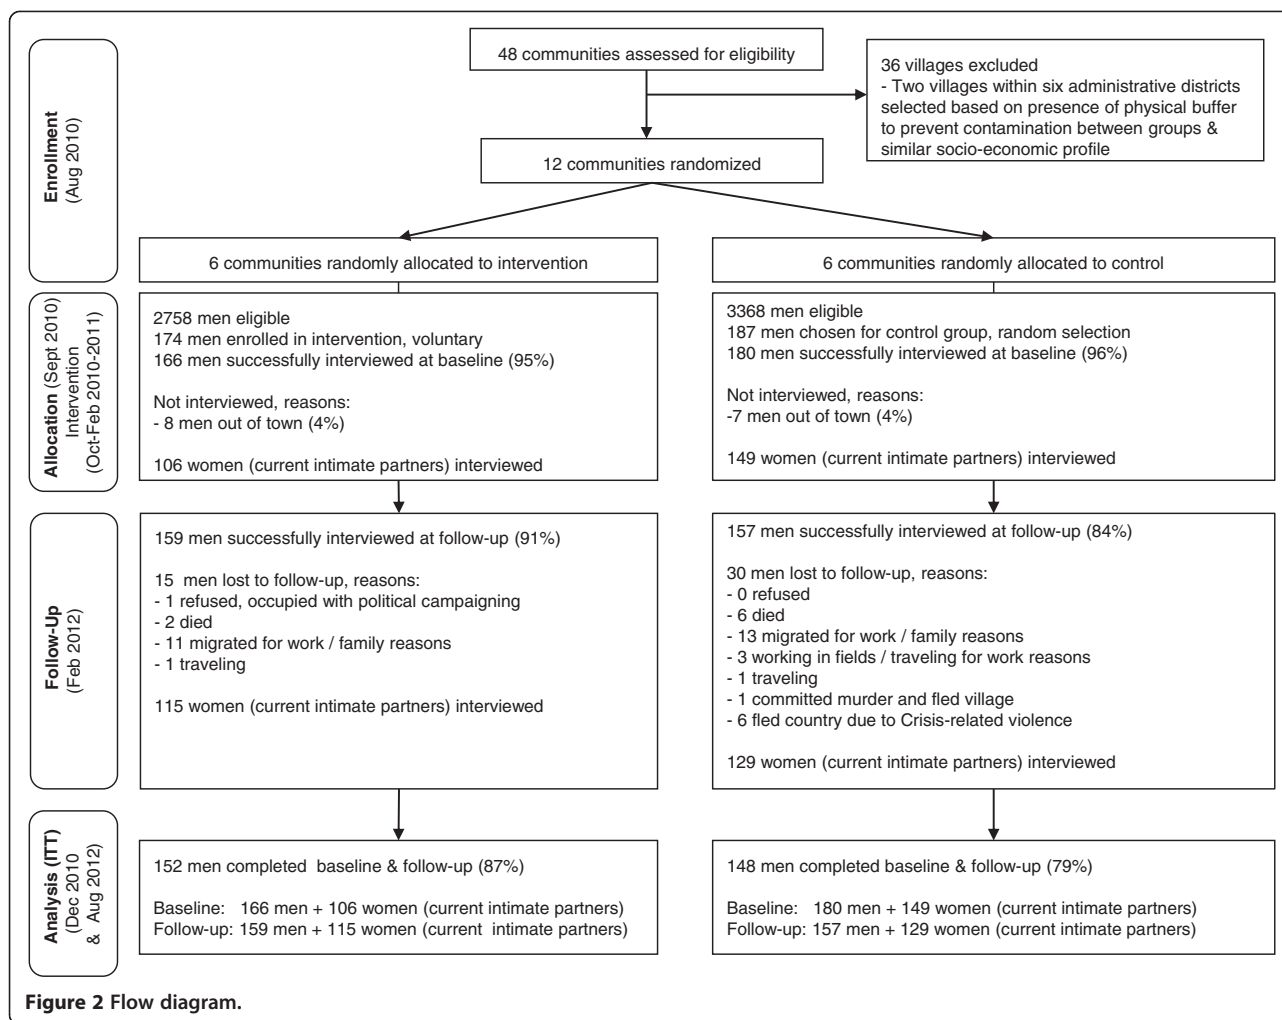 48 communities assessed for eligibility
36 villages excluded
- Two villages within six administrative districts
selected based on presence of physical buffer
to prevent contamination between groups &
similar socio-economic profile
Enrollment
(Aug 2010)
12 communities randomized
6 communities randomly allocated to intervention
6 communities randomly allocated to control
Allocation (Sept 2010)
Intervention
(Oct-Feb 2010-2011)
2758 men eligible
174 men enrolled in intervention, voluntary
166 men successfully interviewed at baseline (95%)
Not interviewed, reasons:
- 8 men out of town (4%)
106 women (current intimate partners) interviewed
3368 men eligible
187 men chosen for control group, random selection
180 men successfully interviewed at baseline (96%)
Not interviewed, reasons:
-7 men out of town (4%)
149 women (current intimate partners) interviewed
Follow-Up
(Feb 2012)
159 men successfully interviewed at follow-up (91%)
15 men lost to follow-up, reasons:
- 1 refused, occupied with political campaigning
- 2 died
- 11 migrated for work / family reasons
- 1 traveling
115 women (current intimate partners) interviewed
157 men successfully interviewed at follow-up (84%)
30 men lost to follow-up, reasons:
- 0 refused
- 6 died
- 13 migrated for work / family reasons
- 3 working in fields / traveling for work reasons
- 1 traveling
- 1 committed murder and fled village
- 6 fled country due to Crisis-related violence
129 women (current intimate partners) interviewed
Analysis (ITT)
(Dec 2010
& Aug 2012)
152 men completed baseline & follow-up (87%)
Baseline: 166 men + 106 women (current intimate partners)
Follow-up: 159 men + 115 women (current intimate partners)
148 men completed baseline & follow-up (79%)
Baseline: 180 men + 149 women (current intimate partners)
Follow-up: 157 men + 129 women (current intimate partners)
Figure 2 Flow diagram.